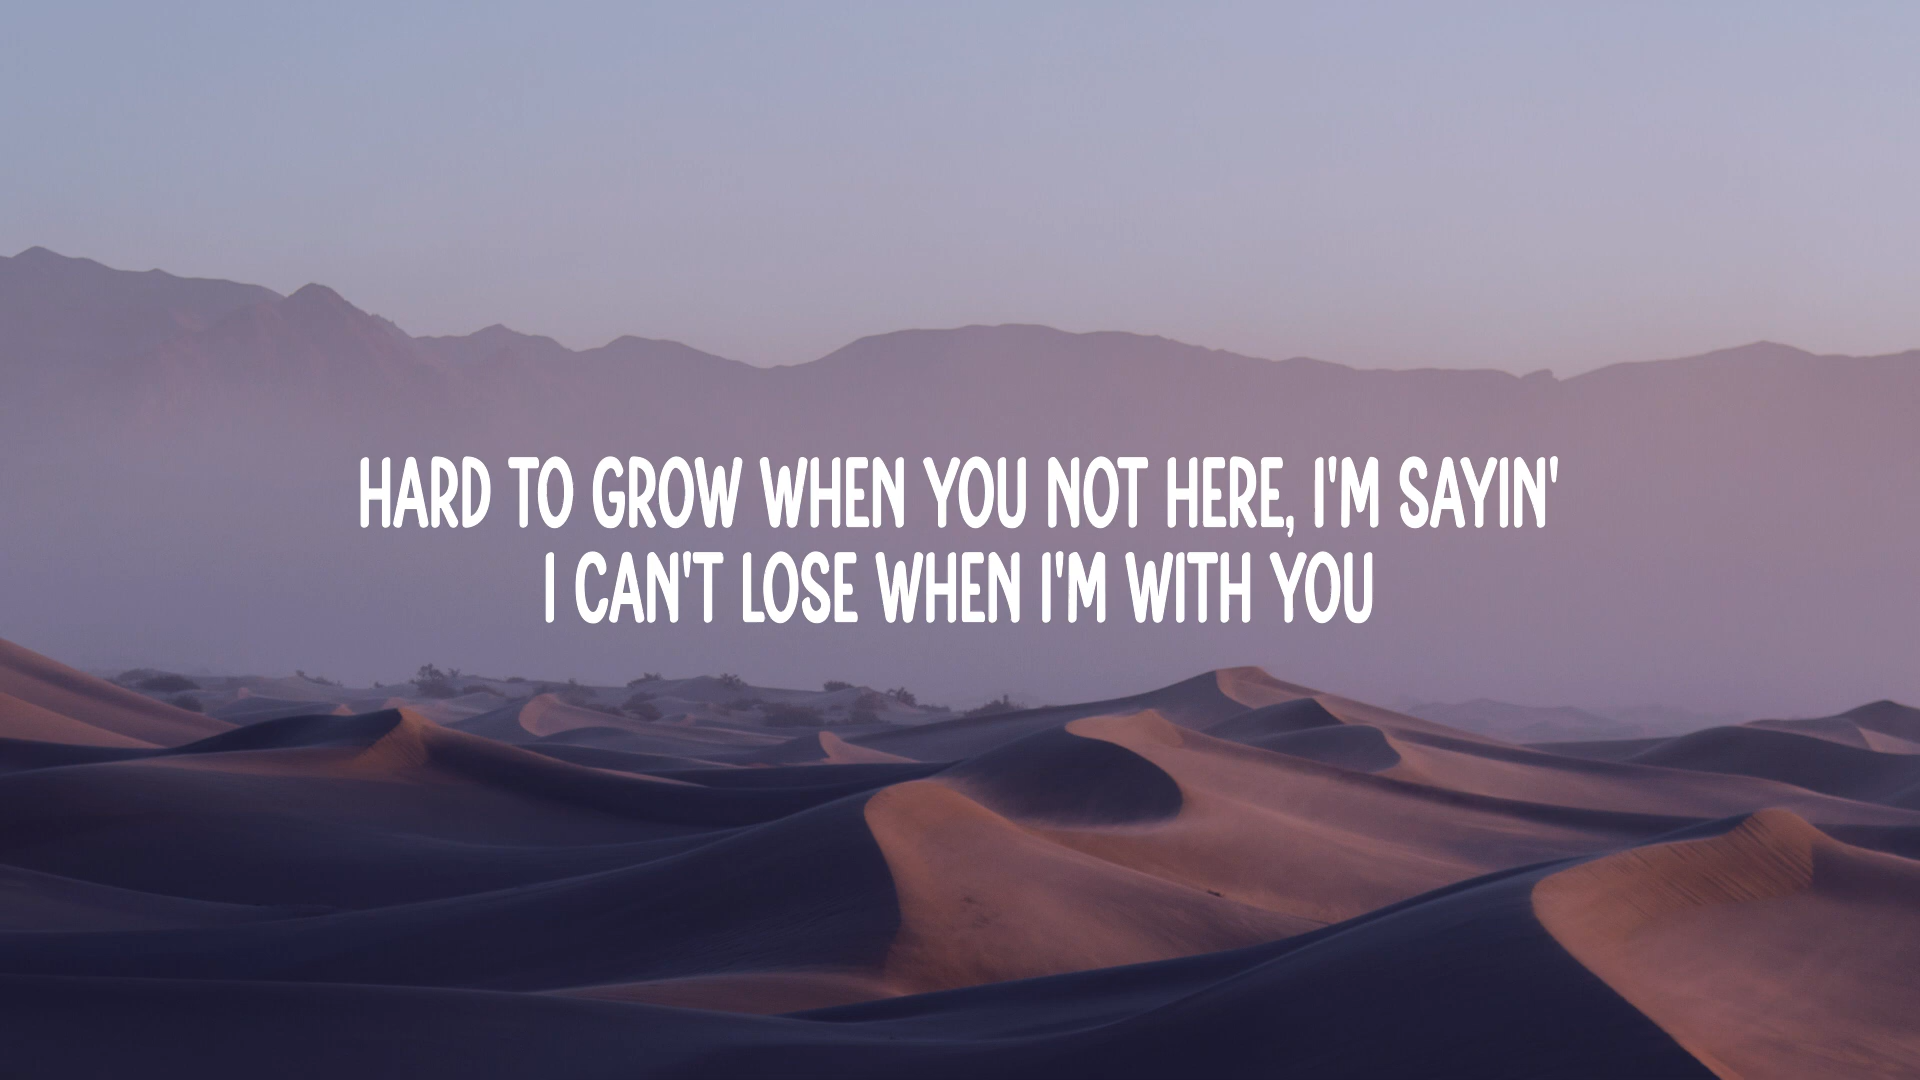 HARD TO GROW WHEN YOU NOT HERE, I'M SAYIN'
I CAN'T LOSE WHEN I'M WITH YOU